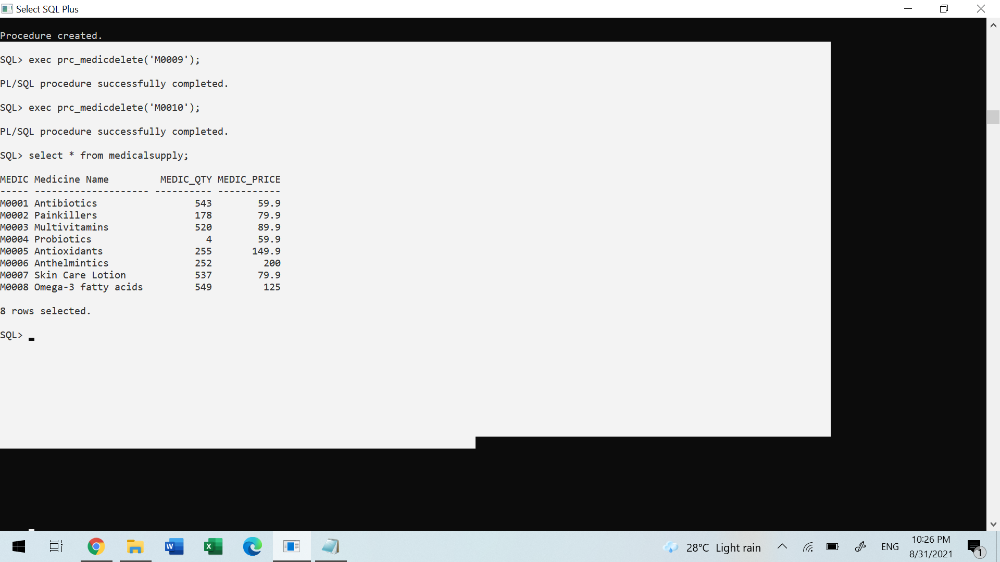 Select SQL Plus
Procedure created.
SQL> exec prc_medicdelete('M0009');
PL/SQL procedure successfully completed.
SQL> exec prc_medicdelete('M0010');
PL/SQL procedure successfully completed.
SQL> select * from medicalsupply;
MEDIC Medicine Name         MEDIC_QTY MEDIC_PRICE
----- -------------------- ---------- -----------
M0001 Antibiotics                 543        59.9
M0002 Painkillers                 178        79.9
M0003 Multivitamins               520        89.9
M0004 Probiotics                    4        59.9
M0005 Antioxidants                255       149.9
M0006 Anthelmintics               252         200
M0007 Skin Care Lotion            537        79.9
M0008 Omega-3 fatty acids         549         125
8 rows selected.
SQL>
28°C Light rain
ENG
10:26 PM
8/31/2021
1